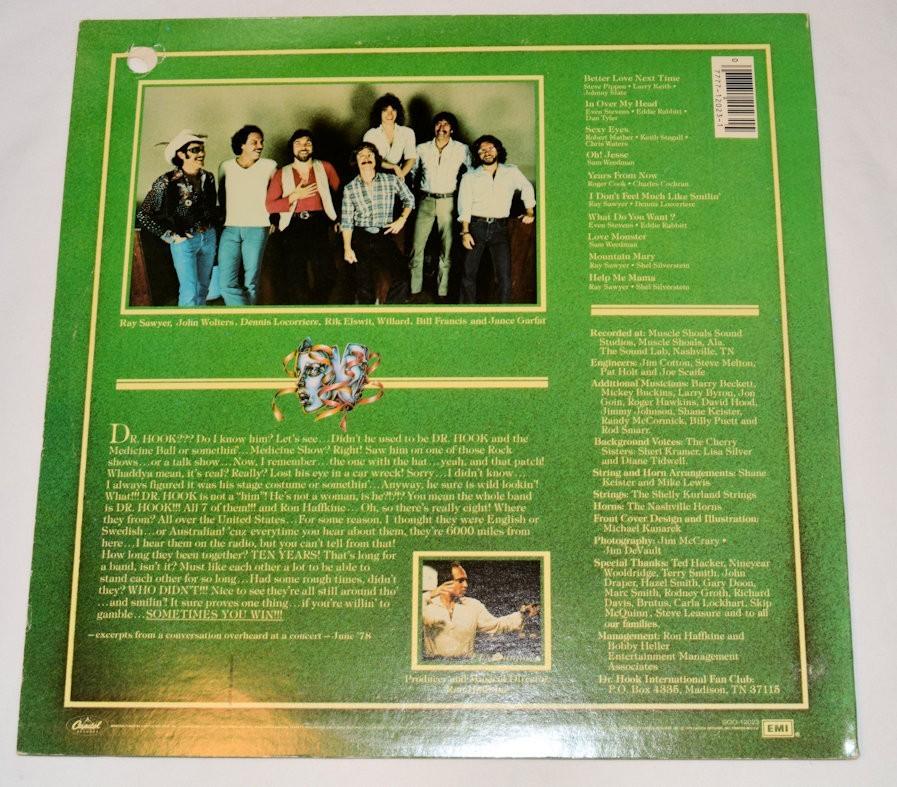 Better Love Next Time
Steve Pippin • Larry Keith •
Johnny Slate
In Over My Head
Even Stevens • Eddie Rabbitt •
Dan Tyler
Sexy Eyes
Robert Mather • Keith Stegall •
Chris Waters
Oh! Jesse
Sam Weedman
Years From Now
Roger Cook • Charles Cochran
I Don't Feel Much Like Smilin'
Ray Sawyer • Dennis Locorriere
What Do You Want ?
Even Stevens • Eddie Rabbitt
Love Monster
Sam Weedman
Mountain Mary
Ray Sawyer • Shel Silverstein
Help Me Mama
Ray Sawyer • Shel Silverstein
0
7777-12023-1
Ray Sawyer, John Wolters, Dennis Locorriere, Rik Elswit, Willard, Bill Francis and Jance Garfat
DR. HOOK??? Do I know him? Let's see...Didn't he used to be DR. HOOK and the
Medicine Ball or somethin'...Medicine Show? Right! Saw him on one of those Rock
shows...or a talk show... Now, I remember...the one with the hat...yeah, and that patch!
Whaddya mean, it's real? Really? Lost his eye in a car wreck! Sorry...I didn't know...
I always figured it was his stage costume or somethin'...Anyway, he sure is wild lookin'!
What!!! DR. HOOK is not a "him"! He's not a woman, is he?!?!? You mean the whole band
is DR. HOOK!!! All 7 of them!!! and Ron Haffkine... Oh, so there's really eight! Where
they from? All over the United States...For some reason, I thought they were English or
Swedish...or Australian! 'cuz everytime you hear about them, they're 6000 miles from
here...I hear them on the radio, but you can't tell from that!
How long they been together? TEN YEARS! That's long for
a band, isn't it? Must like each other a lot to be able to
stand each other for so long...Had some rough times, didn't
they? WHO DIDN'T!!! Nice to see they're all still around tho'
...and smilin'! It sure proves one thing...if you're willin' to
gamble...SOMETIMES YOU WIN!!!
—excerpts from a conversation overheard at a concert—June '78
Producer and Musical Director
Recorded at: Muscle Shoals Sound
Studios, Muscle Shoals, Ala.
The Sound Lab, Nashville, TN
Engineers: Jim Cotton, Steve Melton,
Pat Holt and Joe Scaife
Additional Musicians: Barry Beckett,
Mickey Buckins, Larry Byrom, Jon
Goin, Roger Hawkins, David Hood,
Jimmy Johnson, Shane Keister,
Randy McCormick, Billy Puett and
Rod Smarr.
Background Voices: The Cherry
Sisters: Sheri Kramer, Lisa Silver
and Diane Tidwell.
String and Horn Arrangements: Shane
Keister and Mike Lewis
Strings: The Shelly Kurland Strings
Horns: The Nashville Horns
Front Cover Design and Illustration:
Michael Kanarek
Photography: Jim McCrary •
Jim DeVault
Special Thanks: Ted Hacker, Nineyear
Wooldridge, Terry Smith, John
Draper, Hazel Smith, Gary Doon,
Marc Smith, Rodney Groth, Richard
Davis, Brutus, Carla Lockhart, Skip
McQuinn, Steve Leasure and to all
our families.
Management: Ron Haffkine and
Bobby Heller
Entertainment Management
Associates
Dr. Hook International Fan Club:
P.O. Box 4335, Madison, TN 37115
Capitol
RECORDS
SOO-12023
EMI